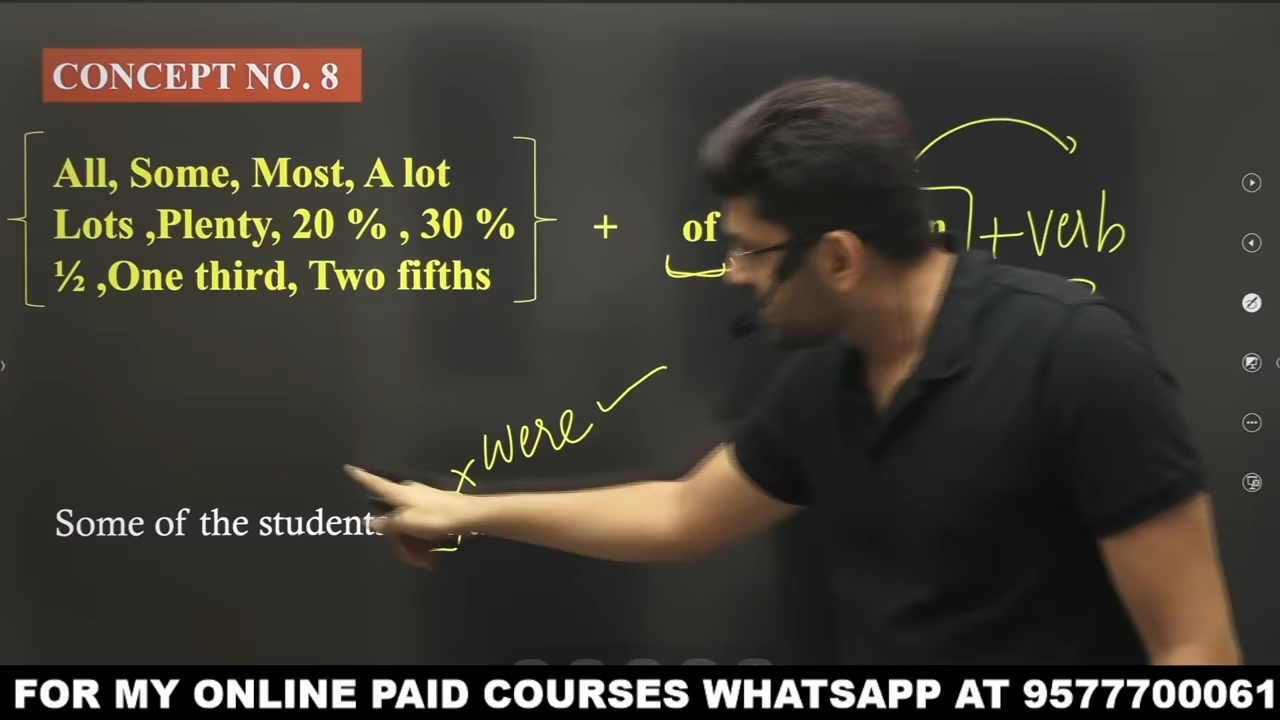 CONCEPT NO. 8
All, Some, Most, A lot
Lots ,Plenty, 20 % , 30 % + of +verb
½ ,One third, Two fifths
were
Some of the students
FOR MY ONLINE PAID COURSES WHATSAPP AT 9577700061